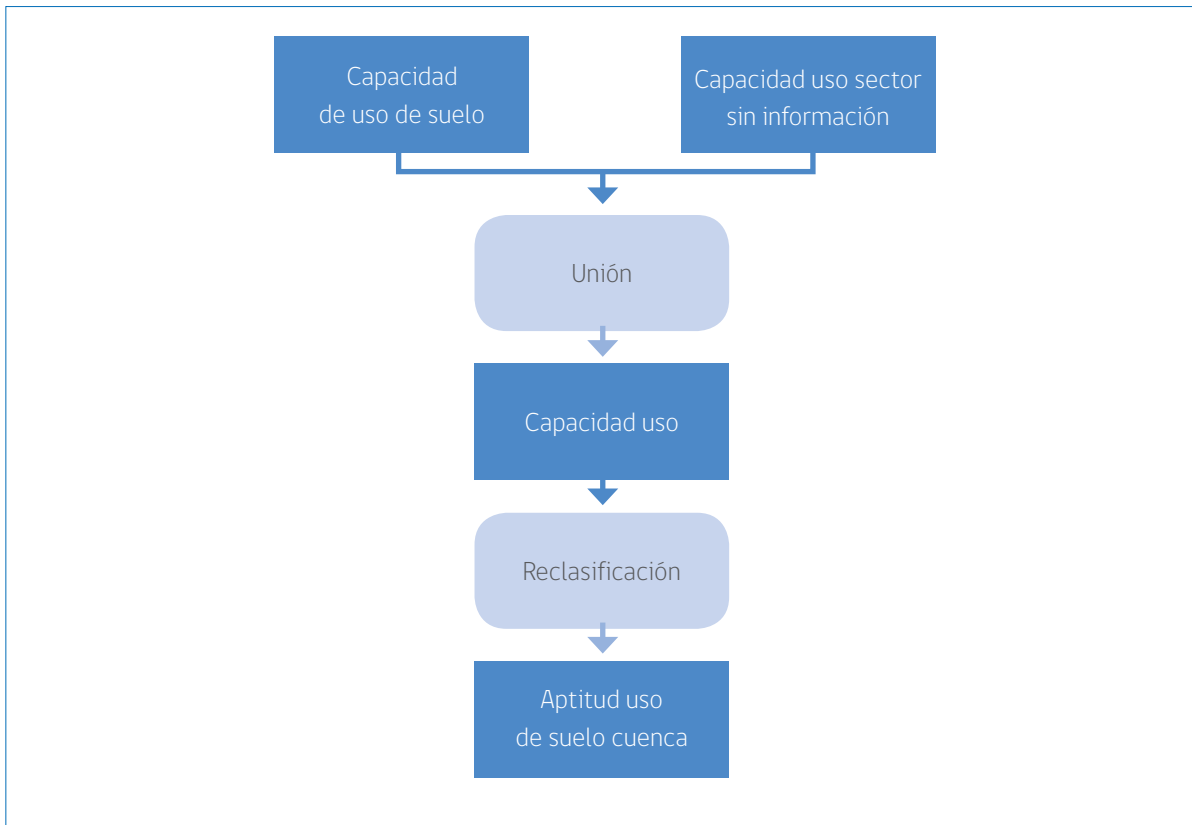 Capacidad
de uso de suelo
Capacidad uso sector
sin información
Unión
Capacidad uso
Reclasificación
Aptitud uso
de suelo cuenca